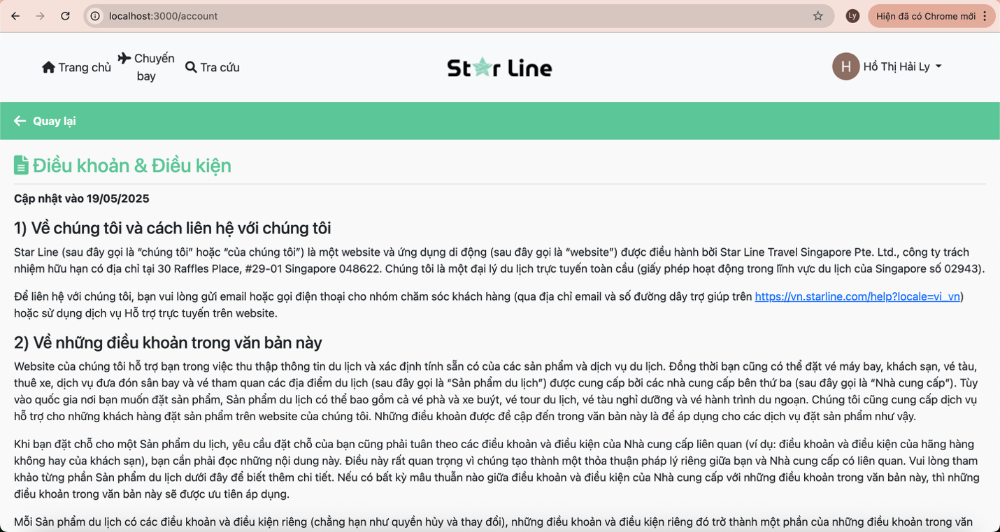 localhost:3000/account
Ly
Hiện đã có Chrome mới
Trang chủ
Chuyến
bay
Tra cứu
Star Line
H
Hồ Thị Hải Ly
Quay lại
Điều khoản & Điều kiện
Cập nhật vào 19/05/2025
1) Về chúng tôi và cách liên hệ với chúng tôi
Star Line (sau đây gọi là “chúng tôi” hoặc “của chúng tôi”) là một website và ứng dụng di động (sau đây gọi là “website”) được điều hành bởi Star Line Travel Singapore Pte. Ltd., công ty trách
nhiệm hữu hạn có địa chỉ tại 30 Raffles Place, #29-01 Singapore 048622. Chúng tôi là một đại lý du lịch trực tuyến toàn cầu (giấy phép hoạt động trong lĩnh vực du lịch của Singapore số 02943).
Để liên hệ với chúng tôi, bạn vui lòng gửi email hoặc gọi điện thoại cho nhóm chăm sóc khách hàng (qua địa chỉ email và số đường dây trợ giúp trên https://vn.starline.com/help?locale=vi_vn)
hoặc sử dụng dịch vụ Hỗ trợ trực tuyến trên website.
2) Về những điều khoản trong văn bản này
Website của chúng tôi hỗ trợ bạn trong việc thu thập thông tin du lịch và xác định tính sẵn có của các sản phẩm và dịch vụ du lịch. Đồng thời bạn cũng có thể đặt vé máy bay, khách sạn, vé tàu,
thuê xe, dịch vụ đưa đón sân bay và vé tham quan các địa điểm du lịch (sau đây gọi là “Sản phẩm du lịch”) được cung cấp bởi các nhà cung cấp bên thứ ba (sau đây gọi là “Nhà cung cấp”). Tùy
vào quốc gia nơi bạn muốn đặt sản phẩm, Sản phẩm du lịch có thể bao gồm cả vé phà và xe buýt, vé tour du lịch, vé tàu nghỉ dưỡng và vé hành trình du ngoạn. Chúng tôi cũng cung cấp dịch vụ
hỗ trợ cho những khách hàng đặt sản phẩm trên website của chúng tôi. Những điều khoản được đề cập đến trong văn bản này là để áp dụng cho các dịch vụ đặt sản phẩm như vậy.
Khi bạn đặt chỗ cho một Sản phẩm du lịch, yêu cầu đặt chỗ của bạn cũng phải tuân theo các điều khoản và điều kiện của Nhà cung cấp liên quan (ví dụ: điều khoản và điều kiện của hãng hàng
không hay của khách sạn), bạn cần phải đọc những nội dung này. Điều này rất quan trọng vì chúng tạo thành một thỏa thuận pháp lý riêng giữa bạn và Nhà cung cấp có liên quan. Vui lòng tham
khảo từng phần Sản phẩm du lịch dưới đây để biết thêm chi tiết. Nếu có bất kỳ mâu thuẫn nào giữa điều khoản và điều kiện của Nhà cung cấp với những điều khoản trong văn bản này, thì những
điều khoản trong văn bản này sẽ được ưu tiên áp dụng.
Mỗi Sản phẩm du lịch có các điều khoản và điều kiện riêng (chẳng hạn như quyền hủy và thay đổi), những điều khoản và điều kiện riêng đó trở thành một phần của những điều khoản trong văn